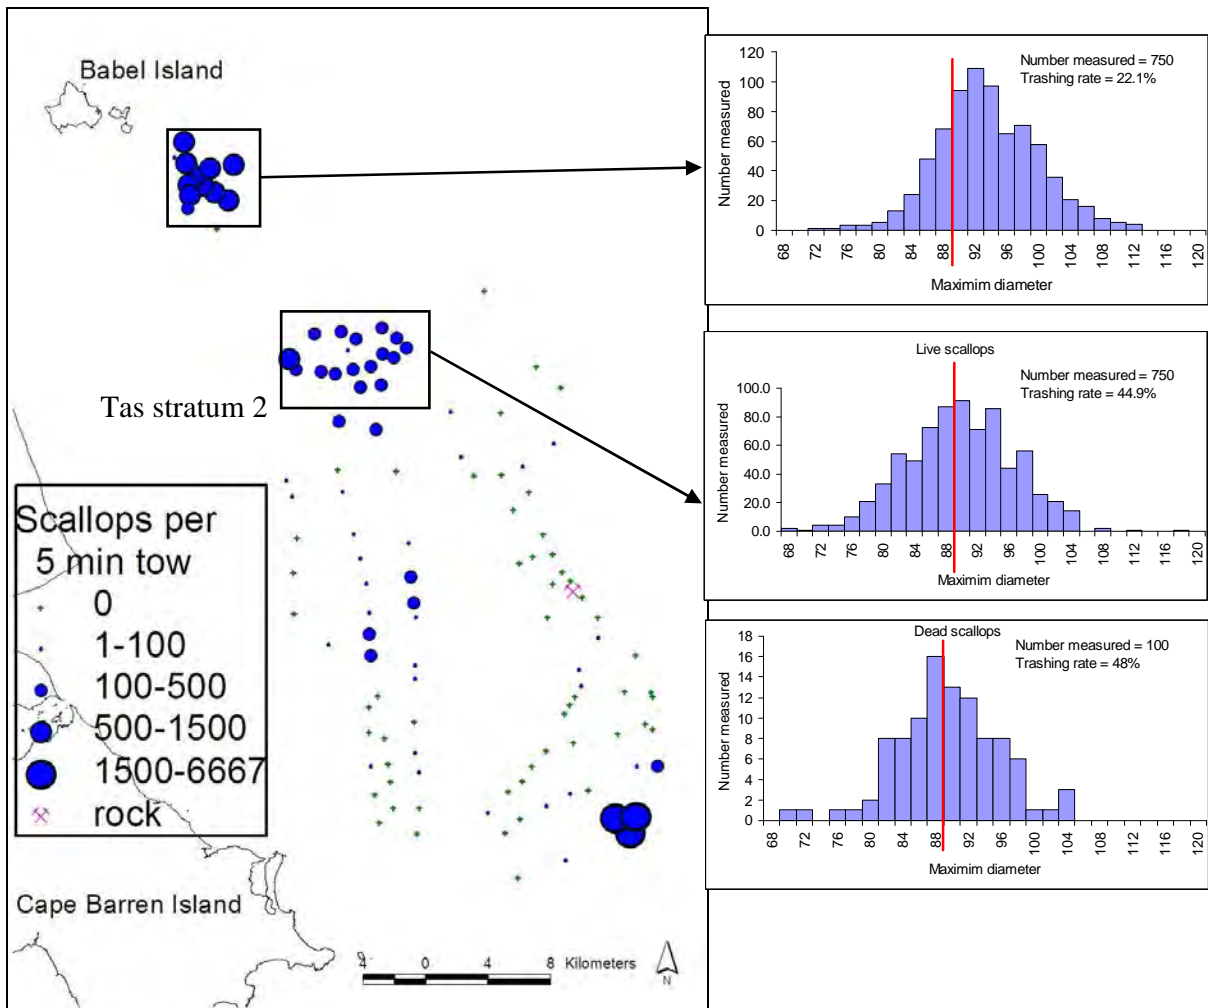 Babel Island
Tas stratum 2
Scallops per
5 min tow
0
1-100
100-500
500-1500
1500-6667
rock
Cape Barren Island
4 0 4 8 Kilometers
N
Number measured = 750
Trashing rate = 22.1%
Number measured
120
100
80
60
40
20
0
68 72 76 80 84 88 92 96 100 104 108 112 116 120
Maximim diameter
Live scallops
Number measured = 750
Trashing rate = 44.9%
Number measured
100.0
80.0
60.0
40.0
20.0
0.0
68 72 76 80 84 88 92 96 100 104 108 112 116 120
Maximim diameter
Dead scallops
Number measured = 100
Trashing rate = 48%
Number measured
18
16
14
12
10
8
6
4
2
0
68 72 76 80 84 88 92 96 100 104 108 112 116 120
Maximim diameter